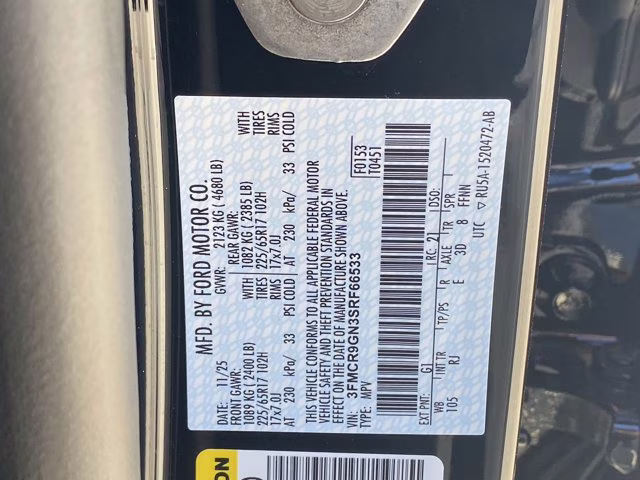 MFD. BY FORD MOTOR CO.
11/25 GVWR: 2123 KG ( 4680 LB)
FRONT GAWR: REAR GAWR:
1089 KG ( 2400 LB) 1082 KG ( 2385 LB) WITH
225/65R17 102H 225/65R17 102H TIRES
17x7.0J 17x7.0J RIMS
AT 230 kPa/ 33 PSI COLD AT 230 kPa/ 33 PSI COLD
WITH
TIRES
RIMS
THIS VEHICLE CONFORMS TO ALL APPLICABLE FEDERAL MOTOR
VEHICLE SAFETY AND THEFT PREVENTION STANDARDS IN
EFFECT ON THE DATE OF MANUFACTURE SHOWN ABOVE.
F0153
T0451
VIN: 3FMCR9GN3SRF66533
TYPE: MPV
EXT PNT: G1 RC: 21 DSO:
WB INT TR TP/PS R AXLE TR SPR
105 RJ E 3D 8 FFNN
UTC ▽ RU5A-1520472-AB
ON